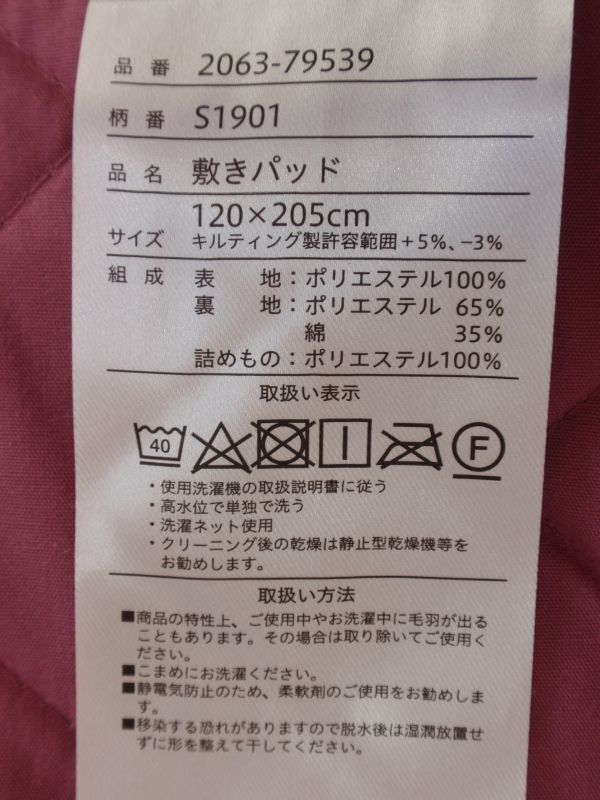 品 番 2063-79539
柄 番 S1901
品 名 敷きパッド
120×205cm
サイズ キルティング製許容範囲+5%、−3%
組 成 表 地：ポリエステル100%
裏 地：ポリエステル 65%
綿 35%
詰めもの：ポリエステル100%
取扱い表示
40 F
・使用洗濯機の取扱説明書に従う
・高水位で単独で洗う
・洗濯ネット使用
・クリーニング後の乾燥は静止型乾燥機等を
お勧めします。
取扱い方法
■商品の特性上、ご使用中やお洗濯中に毛羽が出る
こともあります。その場合は取り除いてご使用く
ださい。
■こまめにお洗濯ください。
■静電気防止のため、柔軟剤のご使用をお勧めしま
す。
■移染する恐れがありますので脱水後は湿潤放置せ
ずに形を整えて干してください。